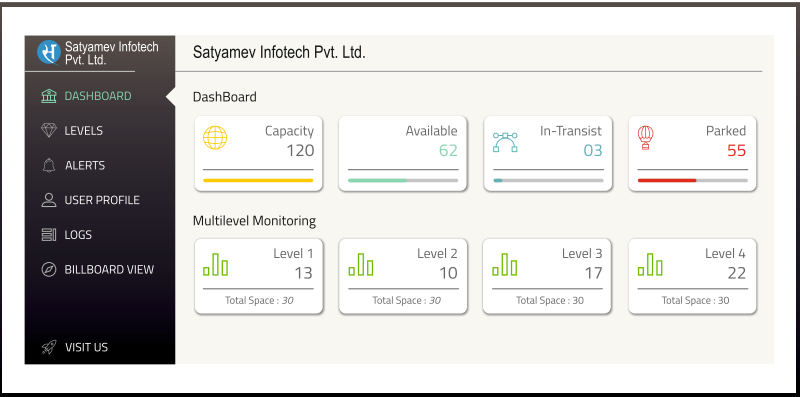 Satyamev Infotech
Pvt. Ltd.
Satyamev Infotech Pvt. Ltd.
DASHBOARD
LEVELS
ALERTS
USER PROFILE
LOGS
BILLBOARD VIEW
VISIT US
DashBoard
Capacity
120
Available
62
In-Transist
03
Parked
55
Multilevel Monitoring
Level 1
13
Total Space : 30
Level 2
10
Total Space : 30
Level 3
17
Total Space : 30
Level 4
22
Total Space : 30